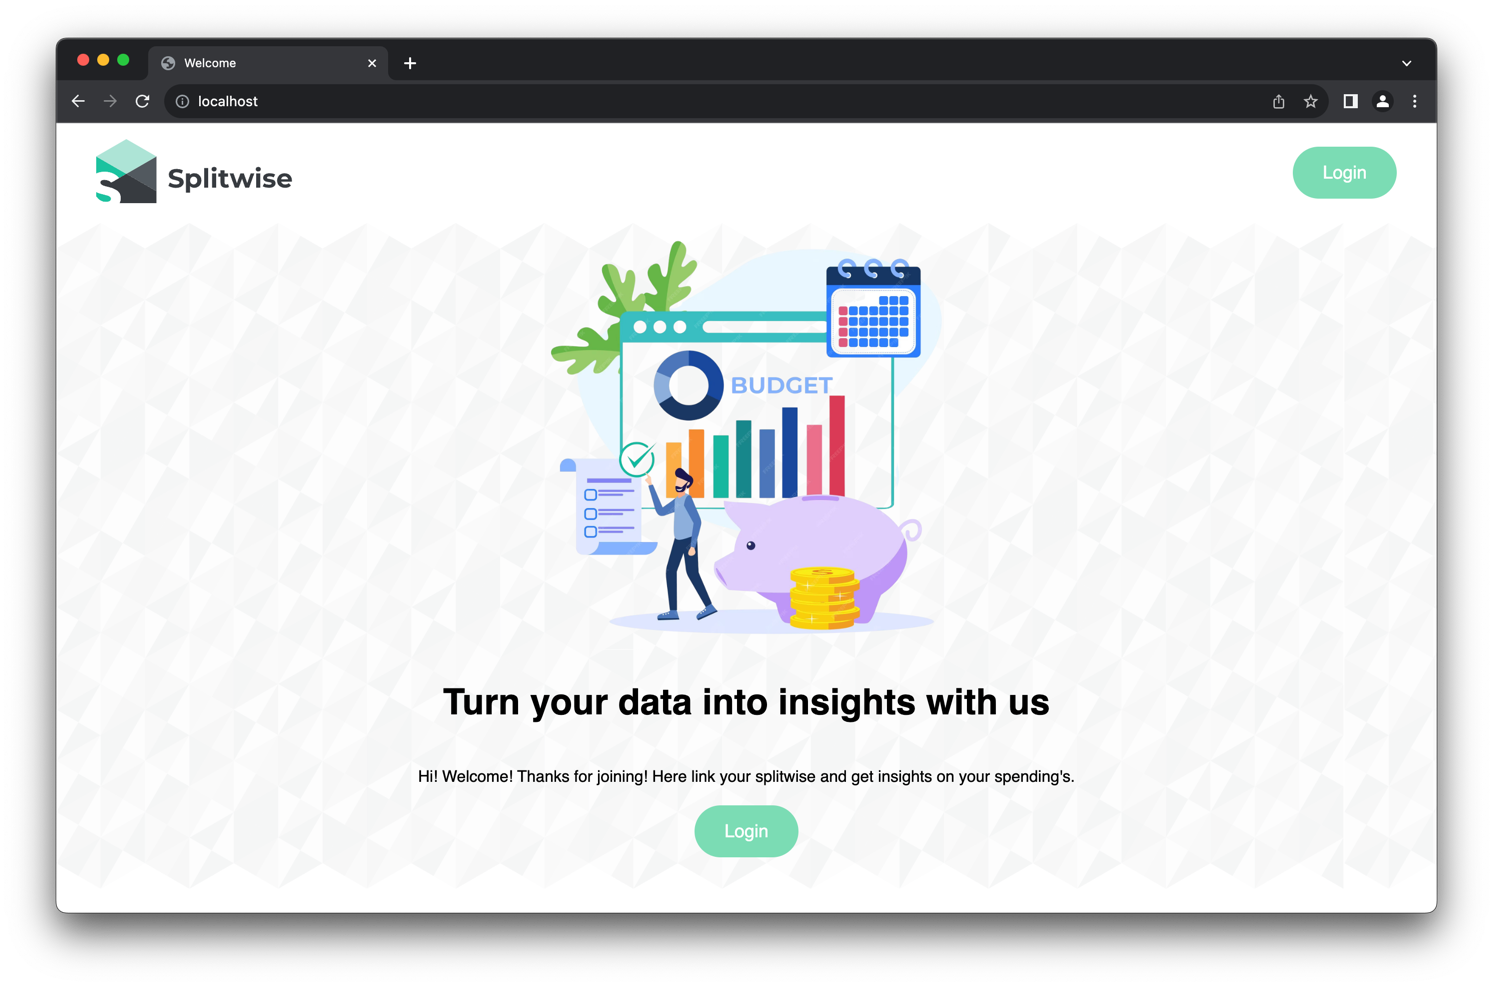 Welcome
localhost
Splitwise
Login
BUDGET
Turn your data into insights with us
Hi! Welcome! Thanks for joining! Here link your splitwise and get insights on your spending's.
Login